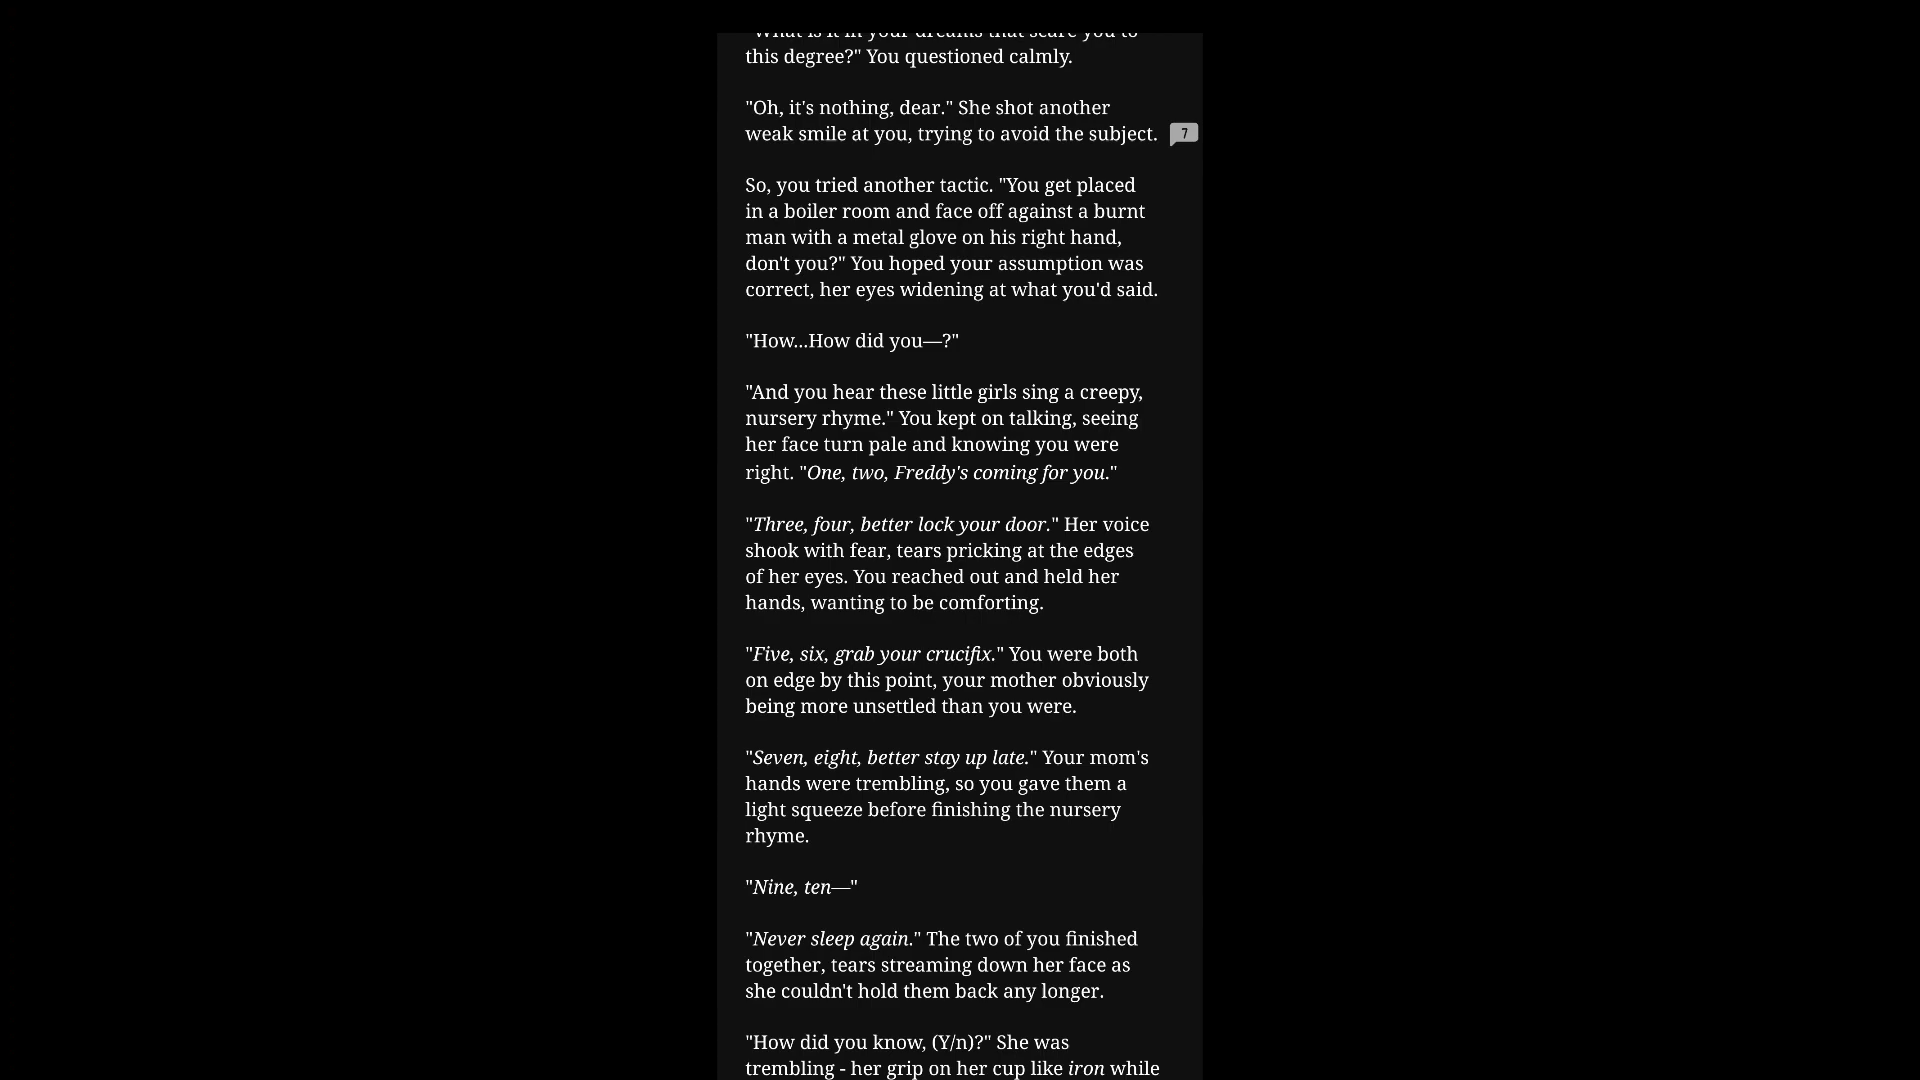 "What is it in your dreams that scare you to
this degree?" You questioned calmly.
"Oh, it's nothing, dear." She shot another
weak smile at you, trying to avoid the subject.
7
So, you tried another tactic. "You get placed
in a boiler room and face off against a burnt
man with a metal glove on his right hand,
don't you?" You hoped your assumption was
correct, her eyes widening at what you'd said.
"How...How did you—?"
"And you hear these little girls sing a creepy,
nursery rhyme." You kept on talking, seeing
her face turn pale and knowing you were
right. "One, two, Freddy's coming for you."
"Three, four, better lock your door." Her voice
shook with fear, tears pricking at the edges
of her eyes. You reached out and held her
hands, wanting to be comforting.
"Five, six, grab your crucifix." You were both
on edge by this point, your mother obviously
being more unsettled than you were.
"Seven, eight, better stay up late." Your mom's
hands were trembling, so you gave them a
light squeeze before finishing the nursery
rhyme.
"Nine, ten—"
"Never sleep again." The two of you finished
together, tears streaming down her face as
she couldn't hold them back any longer.
"How did you know, (Y/n)?" She was
trembling - her grip on her cup like iron while